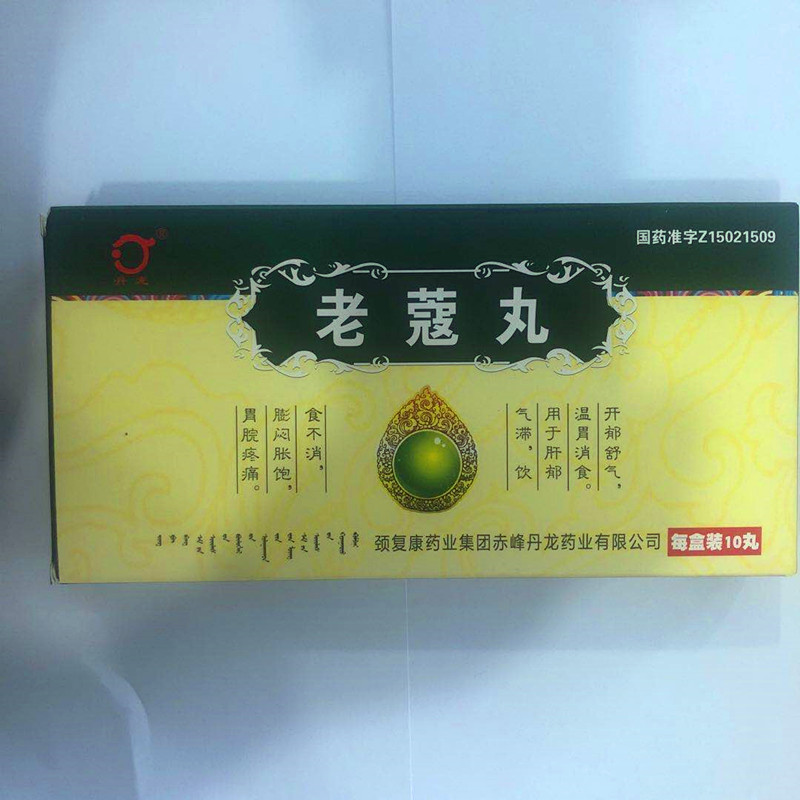 国药准字Z15021509
丹龙
®
老蔻丸
开郁舒气，
温胃消食。
用于肝郁
气滞，饮
食不消，
膨闷胀饱，
胃脘疼痛。
颈复康药业集团赤峰丹龙药业有限公司
每盒装10丸